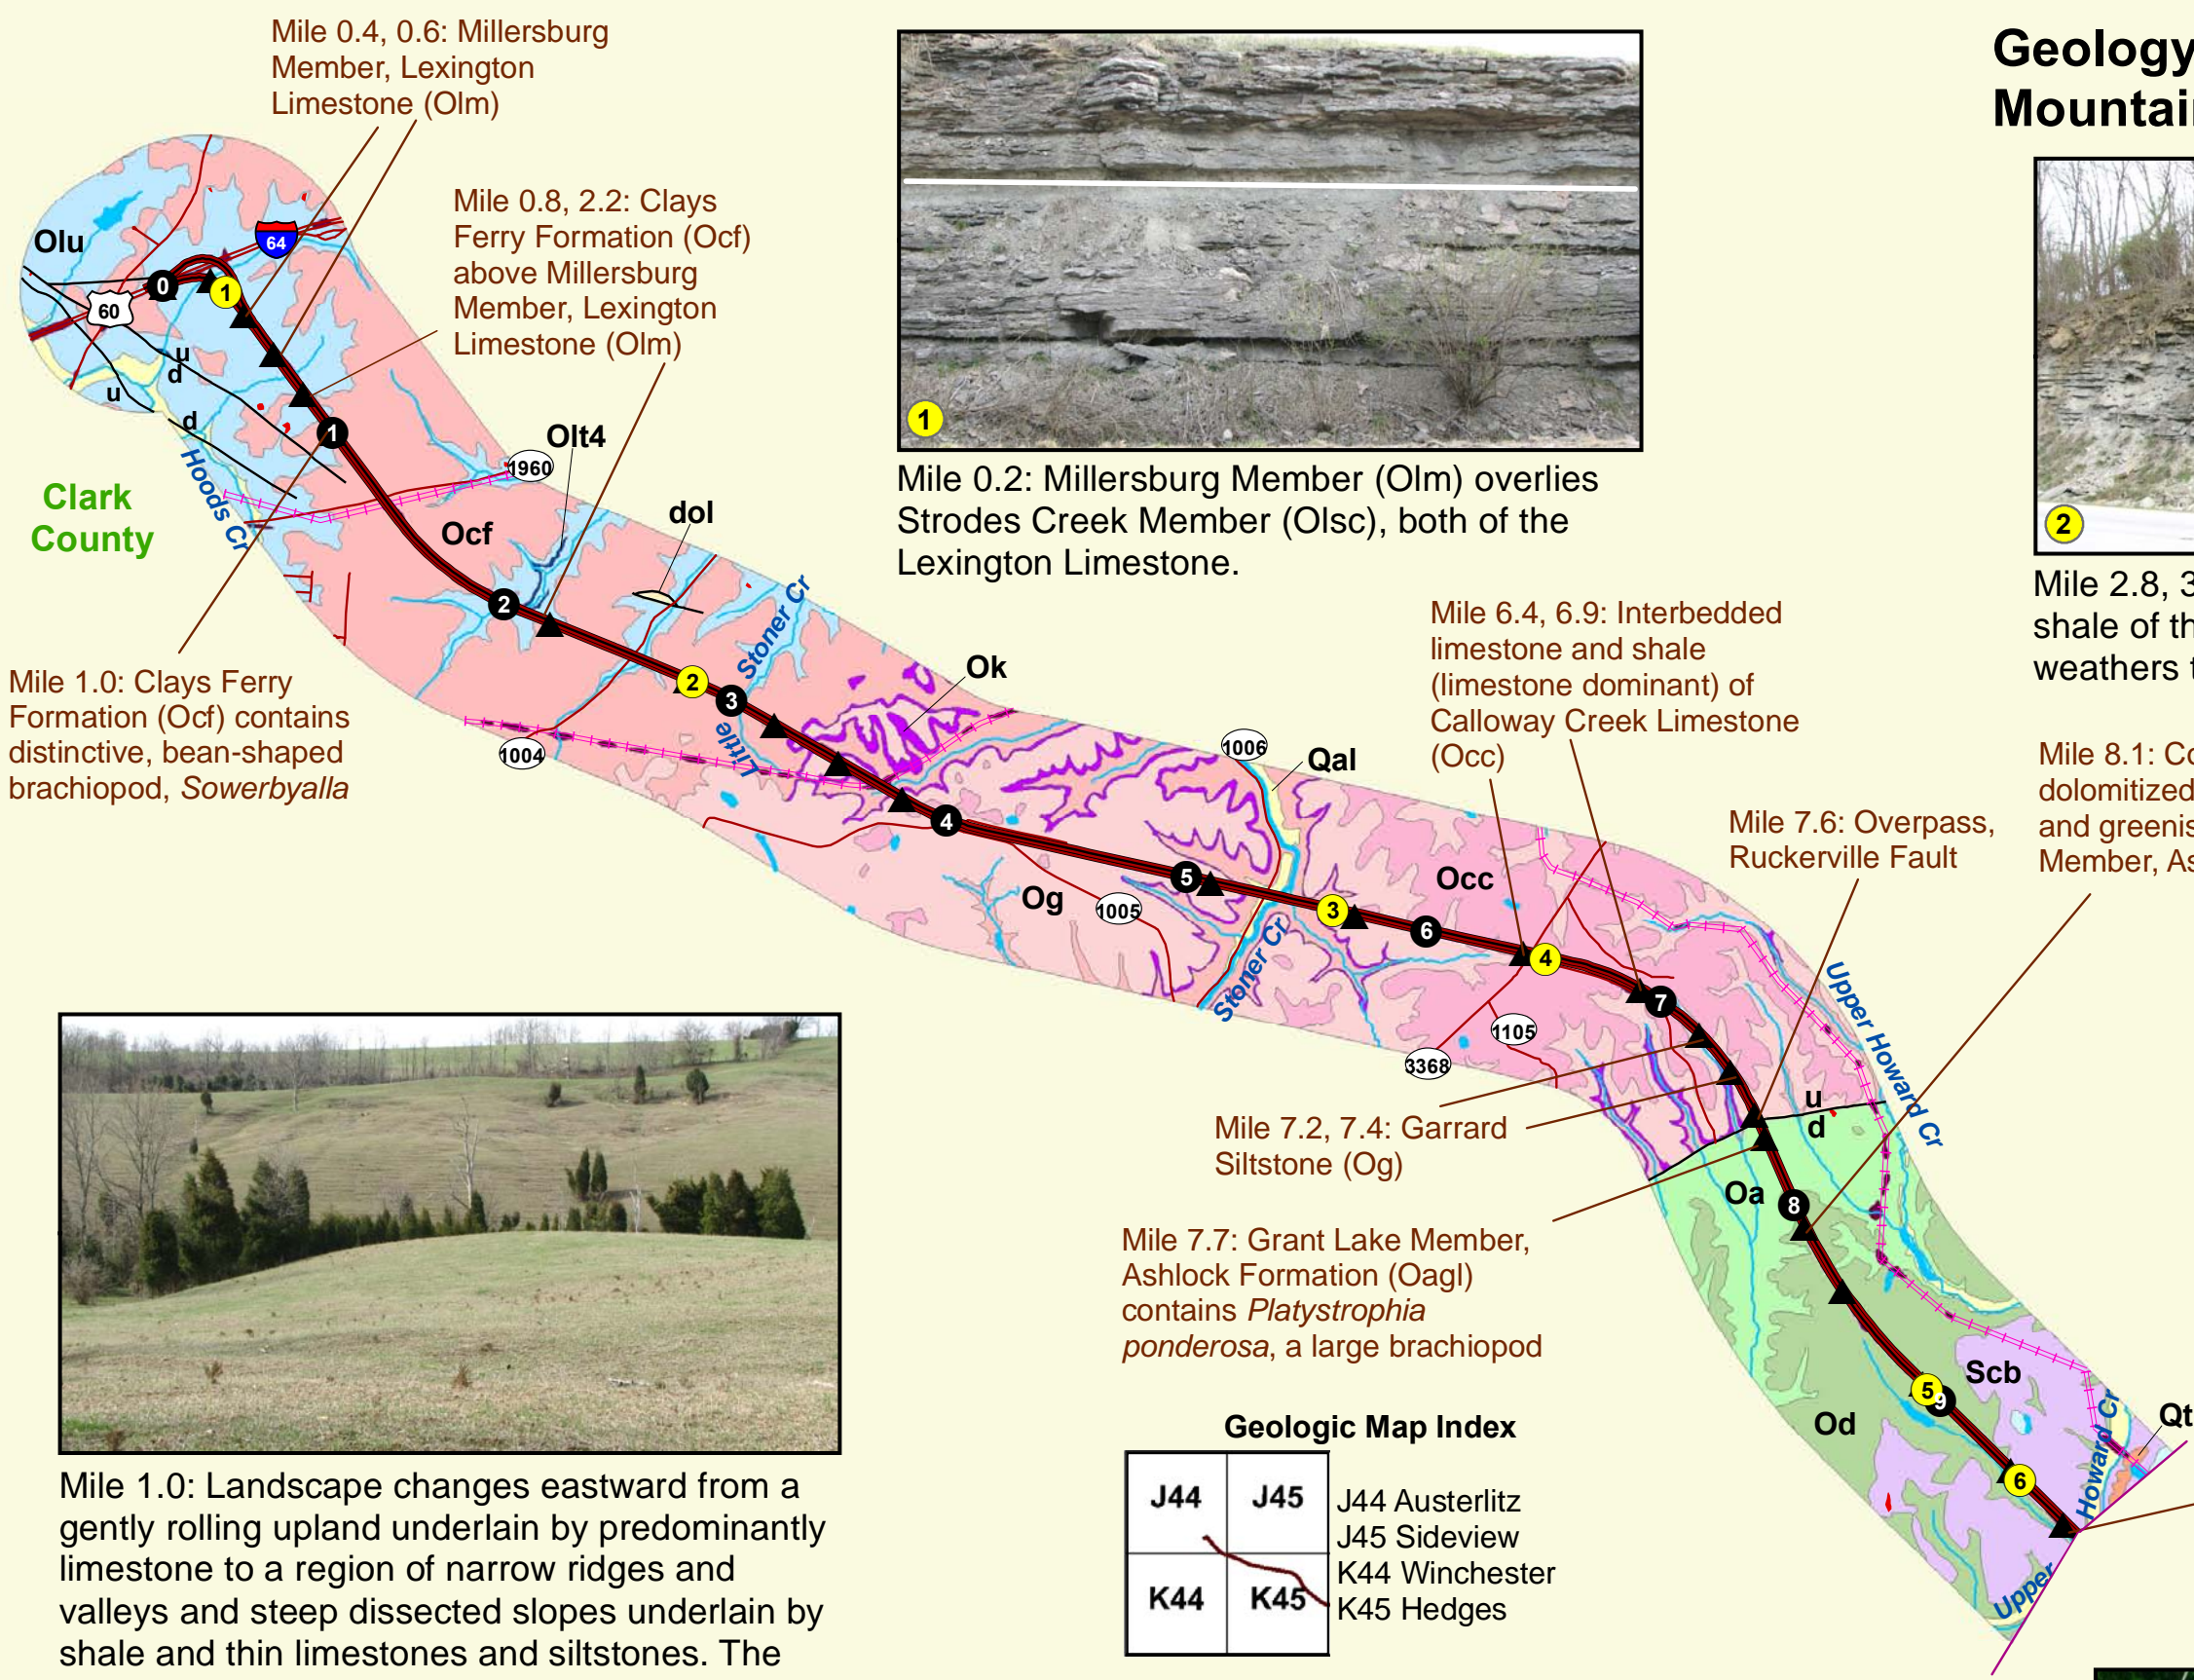 Geology
Mountai
Mile 0.4, 0.6: Millersburg
Member, Lexington
Limestone (Olm)
Mile 0.8, 2.2: Clays
Ferry Formation (Ocf)
above Millersburg
Member, Lexington
Limestone (Olm)
Olu
64
0
1
60
u
d
u
d
1
Hoods Cr
Clark
County
1960
Olt4
Ocf
dol
2
Stoner Cr
Little
2
3
1004
Mile 1.0: Clays Ferry
Formation (Ocf) contains
distinctive, bean-shaped
brachiopod, Sowerbyalla
1
Mile 0.2: Millersburg Member (Olm) overlies
Strodes Creek Member (Olsc), both of the
Lexington Limestone.
2
Mile 2.8, 3
shale of th
weathers t
Ok
4
Og
1005
5
1006
Qal
Stoner Cr
3
6
Occ
Mile 6.4, 6.9: Interbedded
limestone and shale
(limestone dominant) of
Calloway Creek Limestone
(Occ)
4
7
1105
3368
Mile 7.6: Overpass,
Ruckerville Fault
Mile 8.1: Co
dolomitized
and greenis
Member, As
Upper Howard Cr
u
d
Mile 7.2, 7.4: Garrard
Siltstone (Og)
Oa
8
Mile 7.7: Grant Lake Member,
Ashlock Formation (Oagl)
contains Platystrophia
ponderosa, a large brachiopod
Scb
5
9
Od
6
Qt
Upper
Howard Cr
Geologic Map Index
J44
J45
K44
K45
J44 Austerlitz
J45 Sideview
K44 Winchester
K45 Hedges
Mile 1.0: Landscape changes eastward from a
gently rolling upland underlain by predominantly
limestone to a region of narrow ridges and
valleys and steep dissected slopes underlain by
shale and thin limestones and siltstones. The